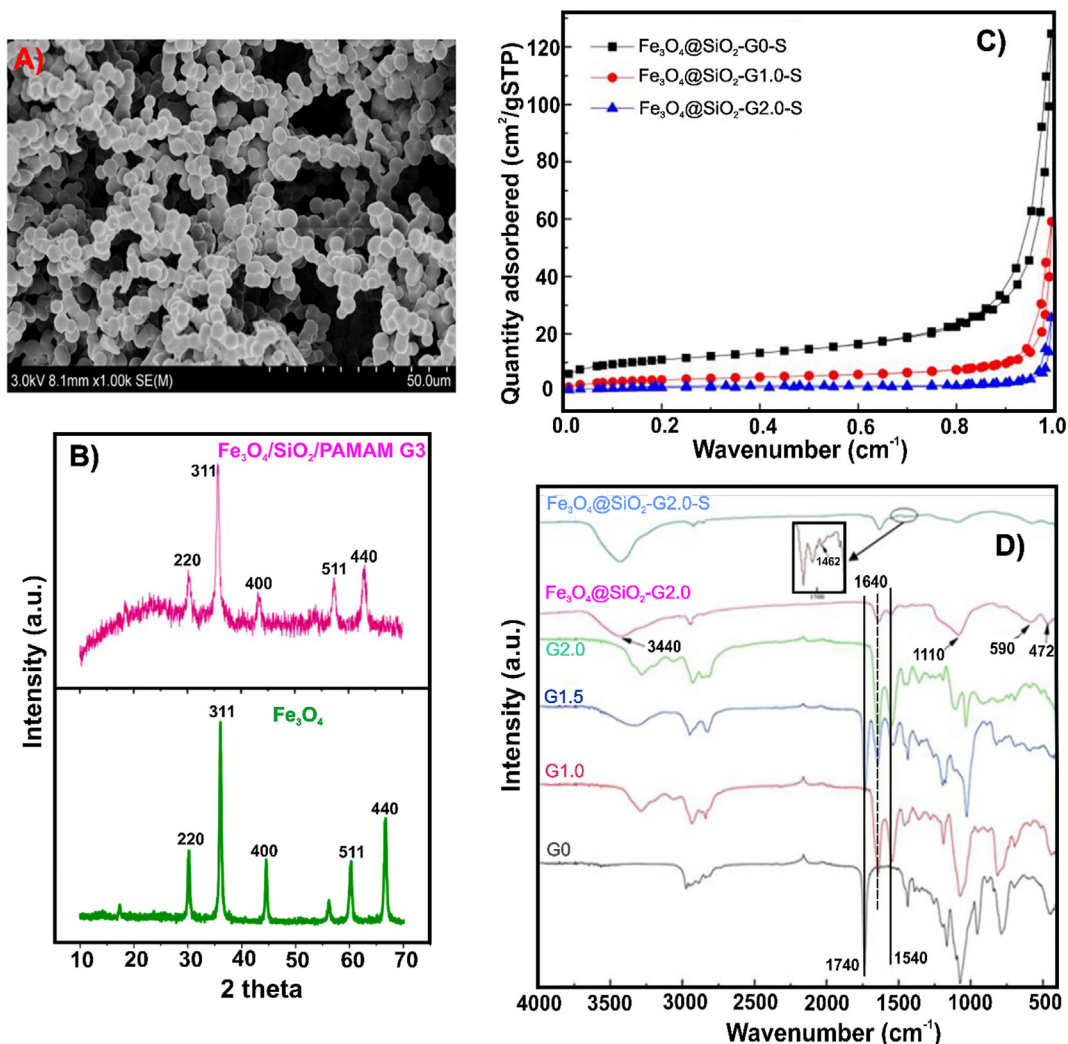 A)
3.0kV 8.1mm x1.00k SE(M) 50.0um
B)
Fe₃O₄/SiO₂/PAMAM G3
311
220
400
511
440
Fe₃O₄
311
220
400
511
440
Intensity (a.u.)
10 20 30 40 50 60 70
2 theta
C)
Fe₃O₄@SiO₂-G0-S
Fe₃O₄@SiO₂-G1.0-S
Fe₃O₄@SiO₂-G2.0-S
Quantity adsorbered (cm²/gSTP)
120
100
80
60
40
20
0
0.0 0.2 0.4 0.6 0.8 1.0
Wavenumber (cm⁻¹)
D)
Fe₃O₄@SiO₂-G2.0-S
1462
1500
Fe₃O₄@SiO₂-G2.0
1640
3440
1110
590
472
G2.0
G1.5
G1.0
G0
1740
1540
Intensity (a.u.)
4000 3500 3000 2500 2000 1500 1000 500
Wavenumber (cm⁻¹)